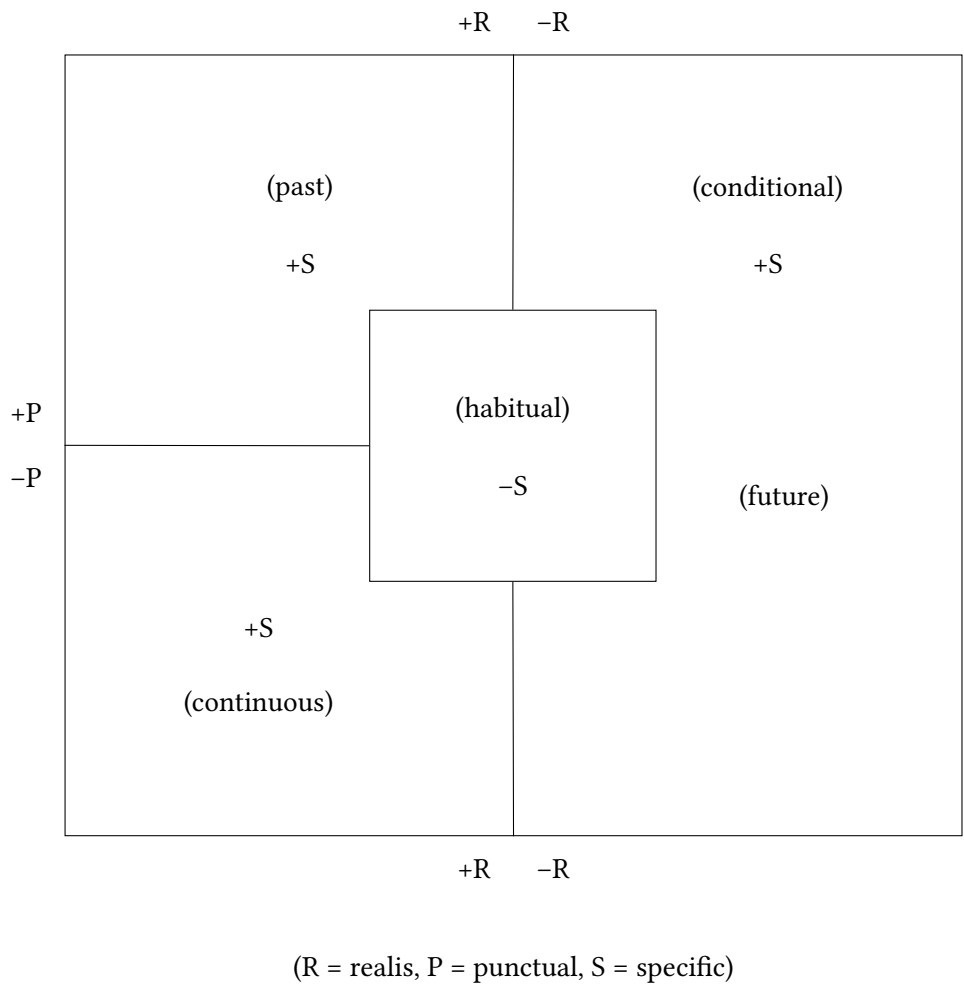 +R –R
(past) (conditional)
+S +S
(habitual)
+P
–P
–S
(future)
+S
(continuous)
+R –R
(R = realis, P = punctual, S = specific)